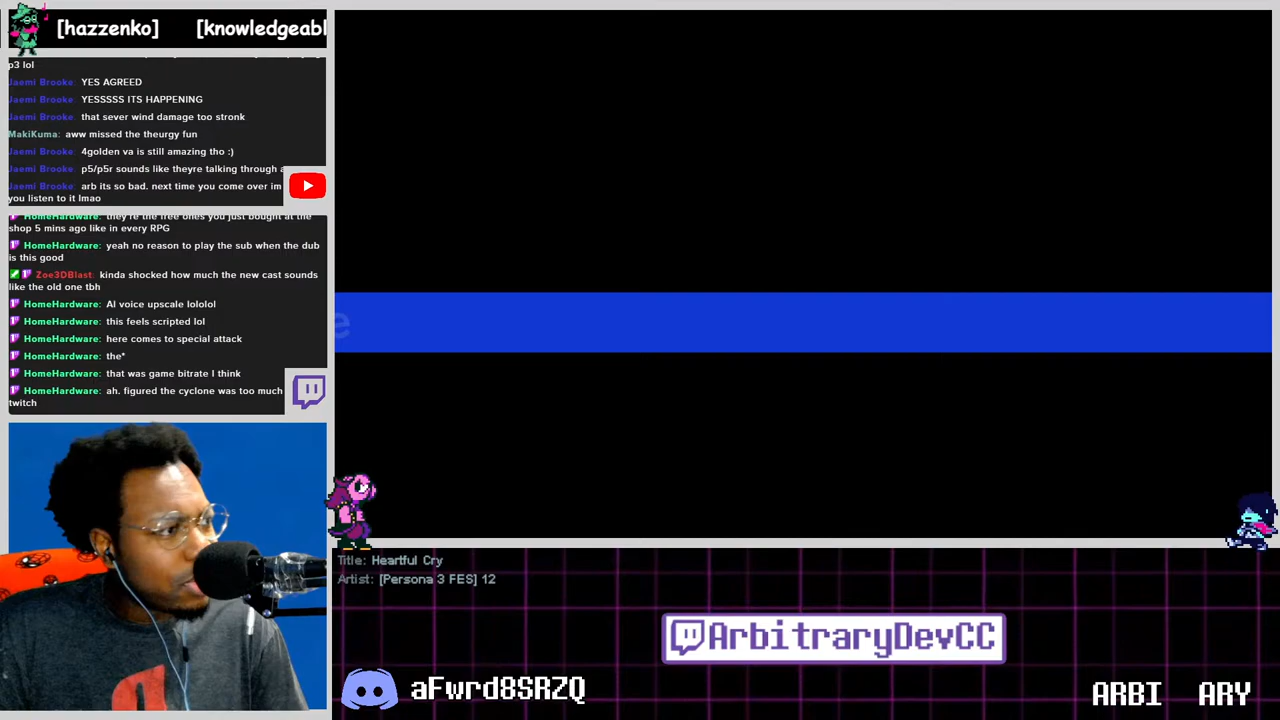 [hazzenko] [knowledgeabl
p3 lol
Jaemi Brooke: YES AGREED
Jaemi Brooke: YESSSSS ITS HAPPENING
Jaemi Brooke: that sever wind damage too stronk
MakiKuma: aww missed the theurgy fun
Jaemi Brooke: 4golden va is still amazing tho :)
Jaemi Brooke: p5/p5r sounds like theyre talking through a
Jaemi Brooke: arb its so bad. next time you come over im
you listen to it lmao
HomeHardware: they're the free ones you just bought at the
shop 5 mins ago like in every RPG
HomeHardware: yeah no reason to play the sub when the dub
is this good
Zoe3DBlast: kinda shocked how much the new cast sounds
like the old one tbh
HomeHardware: AI voice upscale lololol
HomeHardware: this feels scripted lol
HomeHardware: here comes to special attack
HomeHardware: the*
HomeHardware: that was game bitrate I think
HomeHardware: ah. figured the cyclone was too much
twitch
e
Title: Heartful Cry
Artist: [Persona 3 FES] 12
ArbitraryDevCC
aFwrd8SRZQ
ARBI ARY